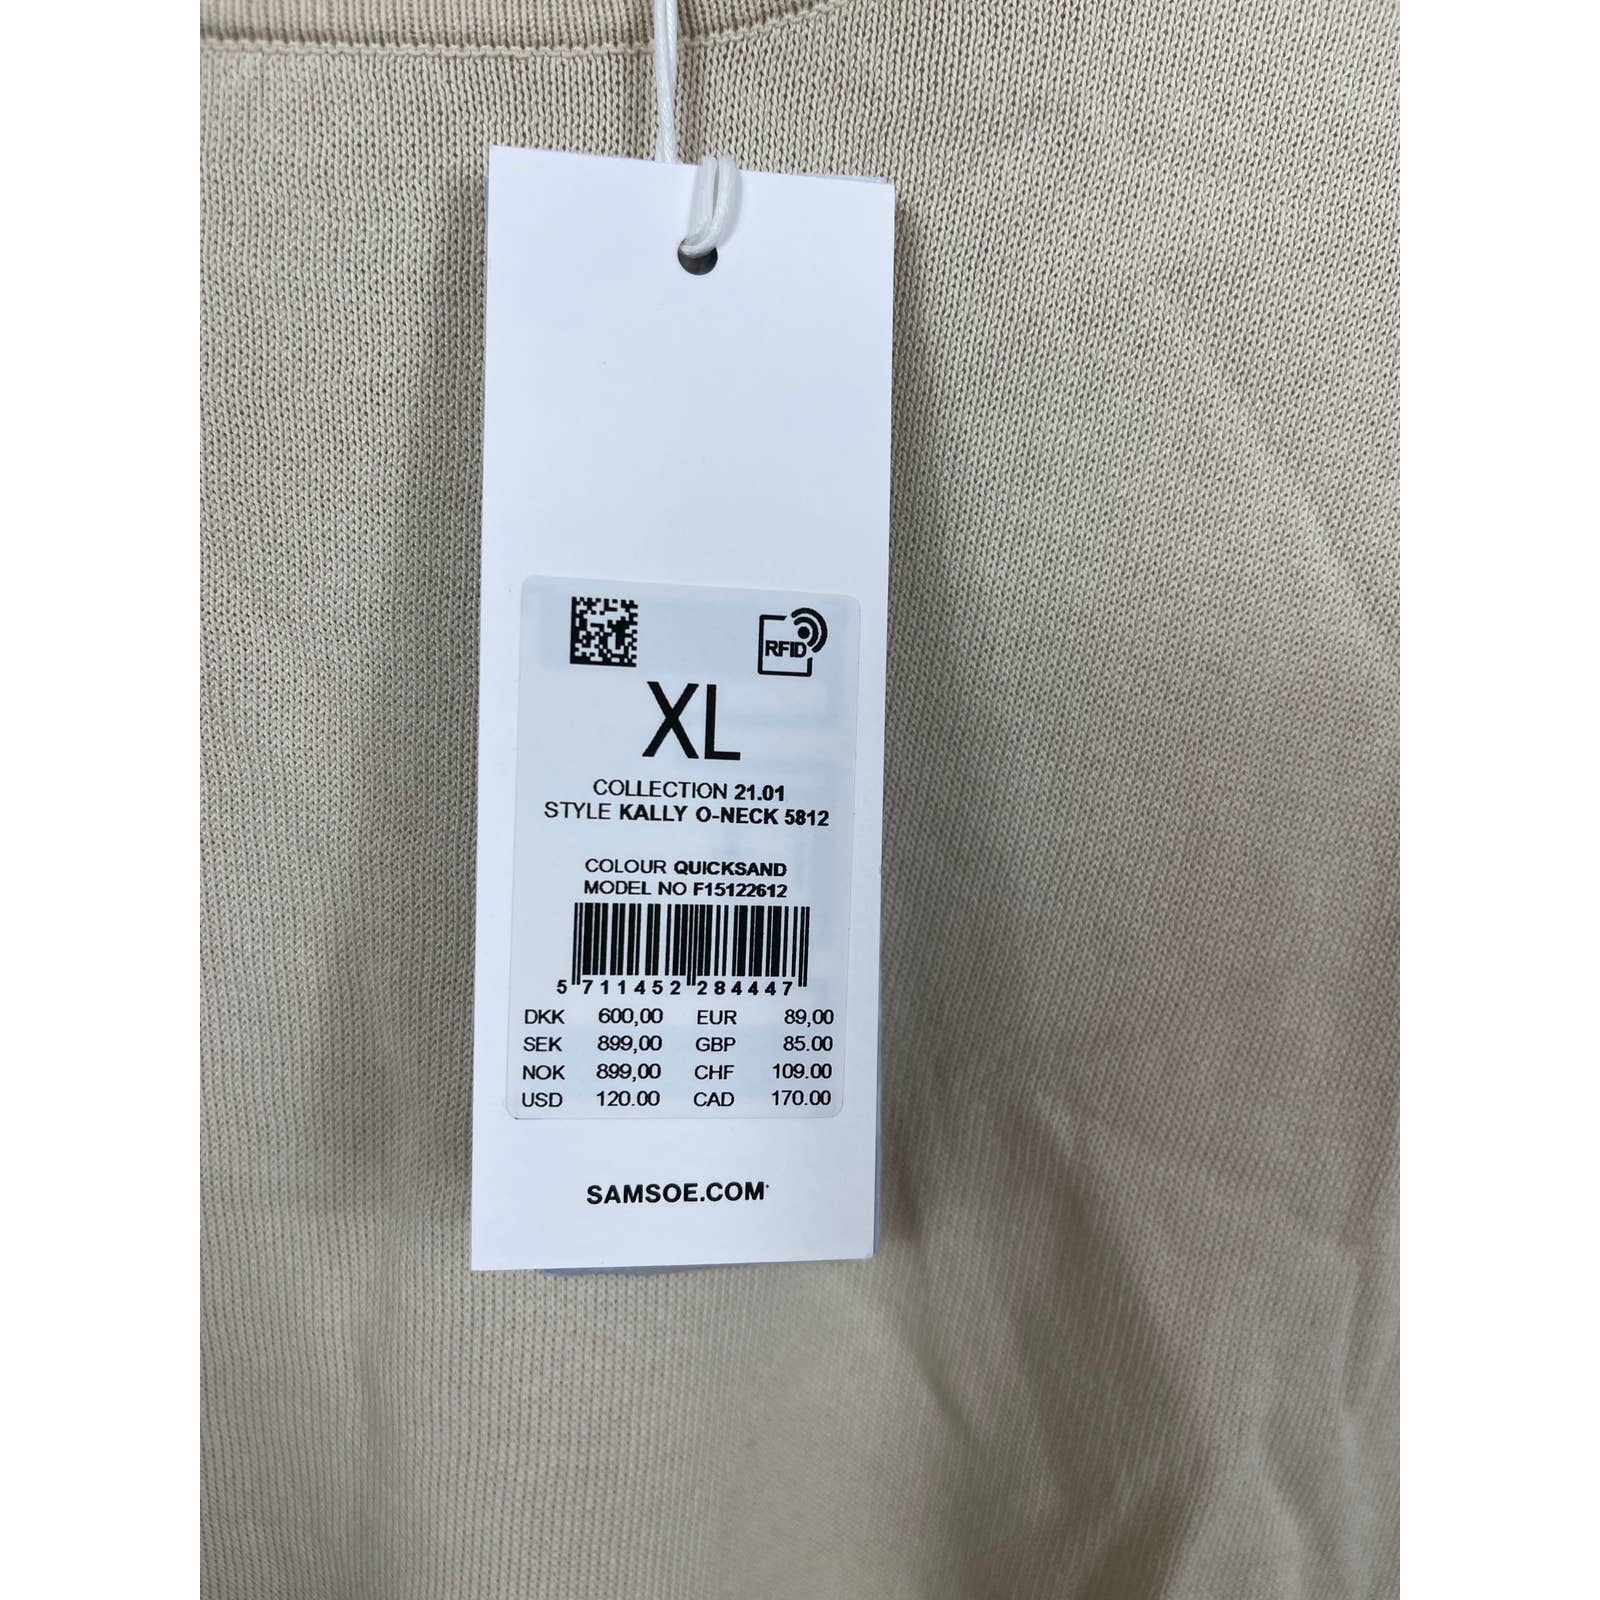 RFID
XL
COLLECTION 21.01
STYLE KALLY O-NECK 5812
COLOUR QUICKSAND
MODEL NO F15122612
5 711452 284447
DKK 600,00 EUR 89,00
SEK 899,00 GBP 85.00
NOK 899,00 CHF 109.00
USD 120.00 CAD 170.00
SAMSOE.COM